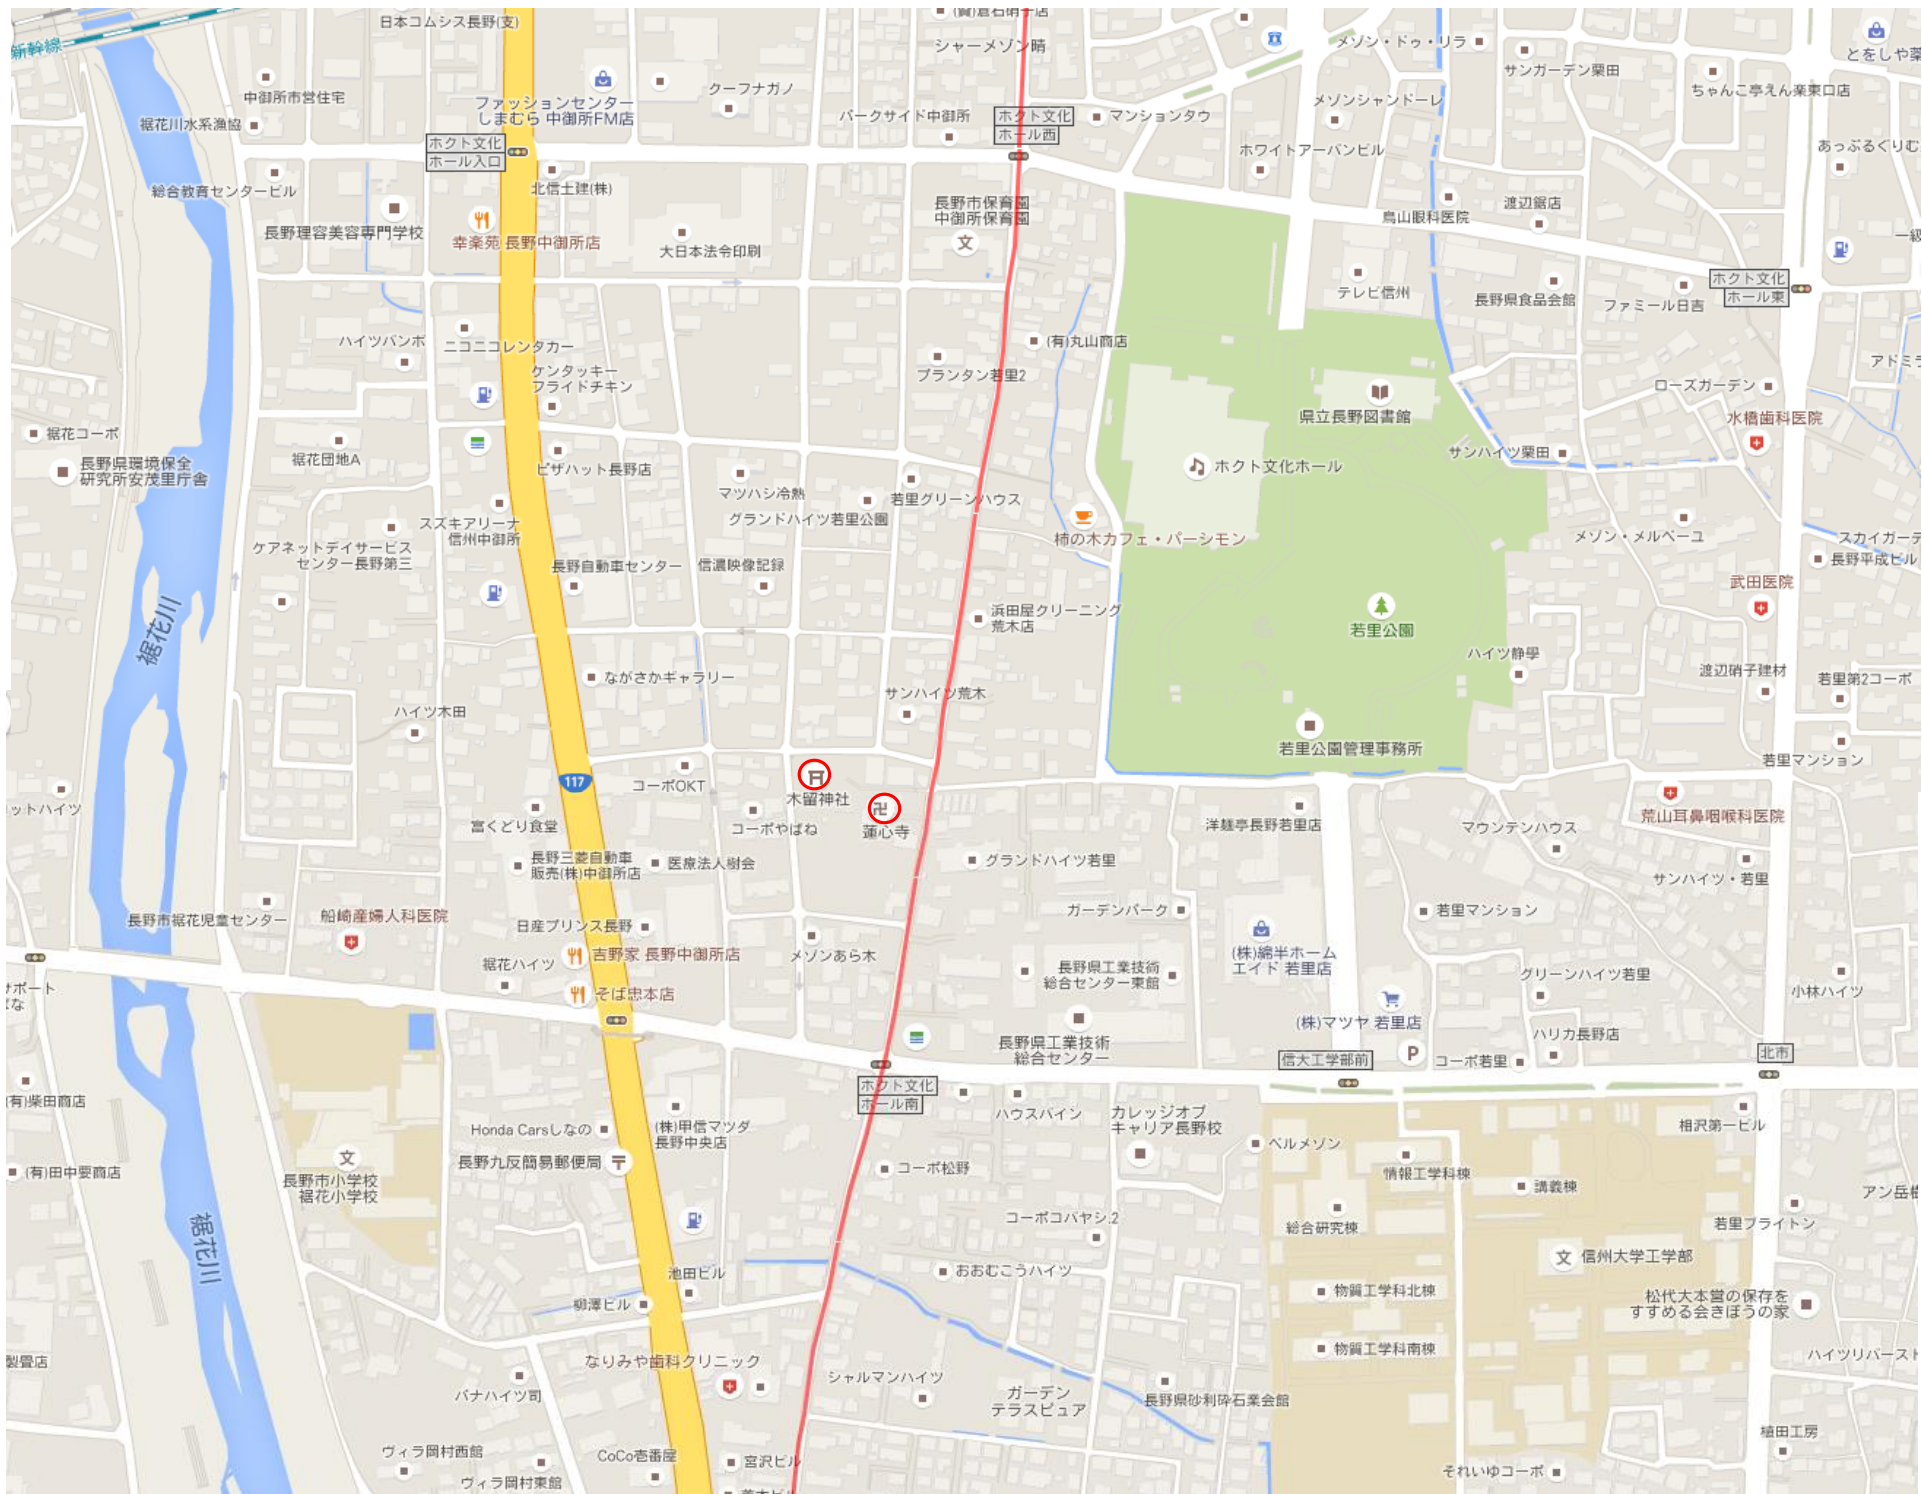 日本コムシス長野(支)
(資)倉石硝子店
シャーメゾン晴
メゾン・ドゥ・リラ
サンガーデン栗田
とをしや薬
新幹線
中御所市営住宅
ファッションセンター
しまむら 中御所FM店
クーフナガノ
パークサイド中御所
ホクト文化
ホール西
マンションタウ
メゾンシャンドーレ
ちゃんこ亭えん楽東口店
裾花川水系漁協
ホクト文化
ホール入口
ホワイトアーバンビル
あっぷるぐりむ
総合教育センタービル
北信土建(株)
長野市保育園
中御所保育園
鳥山眼科医院
渡辺鋸店
長野理容美容専門学校
幸楽苑 長野中御所店
大日本法令印刷
一級
テレビ信州
長野県食品会館
ファミール日吉
ホクト文化
ホール東
ハイツバンボ
ニコニコレンタカー
(有)丸山商店
ケンタッキー
フライドチキン
プランタン若里2
アドミラ
ローズガーデン
県立長野図書館
水橋歯科医院
裾花コーポ
長野県環境保全
研究所安茂里庁舎
裾花団地A
ピザハット長野店
ホクト文化ホール
サンハイツ栗田
マツハシ冷熱
若里グリーンハウス
グランドハイツ若里公園
スズキアリーナ
信州中御所
柿の木カフェ・パーシモン
メゾン・メルベーユ
スカイガーデ
長野平成ビル
ケアネットデイサービス
センター長野第三
長野自動車センター
信濃映像記録
武田医院
浜田屋クリーニング
荒木店
若里公園
裾花川
ハイツ静學
ながさかギャラリー
サンハイツ荒木
渡辺硝子建材
若里第2コーポ
ハイツ木田
若里公園管理事務所
若里マンション
117
コーポOKT
木留神社
ットハイツ
富くどり食堂
コーポやばね
蓮心寺
洋麺亭長野若里店
マウンテンハウス
荒山耳鼻咽喉科医院
長野三菱自動車
販売(株)中御所店
医療法人樹会
グランドハイツ若里
サンハイツ・若里
長野市裾花児童センター
船崎産婦人科医院
日産プリンス長野
ガーデンパーク
若里マンション
裾花ハイツ
吉野家 長野中御所店
メゾンあら木
(株)綿半ホーム
エイド 若里店
長野県工業技術
総合センター東館
グリーンハイツ若里
サポート
ばな
そば忠本店
小林ハイツ
(株)マツヤ 若里店
長野県工業技術
総合センター
ハリカ長野店
信大工学部前
P
コーポ若里
北市
ホクト文化
ホール南
(有)柴田商店
ハウスパイン
カレッジオブ
キャリア長野校
相沢第一ビル
Honda Carsしなの
(株)甲信マツダ
長野中央店
ベルメゾン
長野九反簡易郵便局
(有)田中要商店
長野市小学校
裾花小学校
コーポ松野
情報工学科棟
講義棟
アン岳樹
コーポコバヤシ2
総合研究棟
若里ブライトン
裾花川
信州大学工学部
池田ビル
おおむこうハイツ
物質工学科北棟
松代大本営の保存を
すすめる会きぼうの家
柳澤ビル
製畳店
なりみや歯科クリニック
物質工学科南棟
ハイツリバースト
シャルマンハイツ
ガーデン
テラスピュア
長野県砂利砕石業会館
パナハイツ司
ヴィラ岡村西館
CoCo壱番屋
宮沢ビル
植田工房
ヴィラ岡村東館
それいゆコーポ